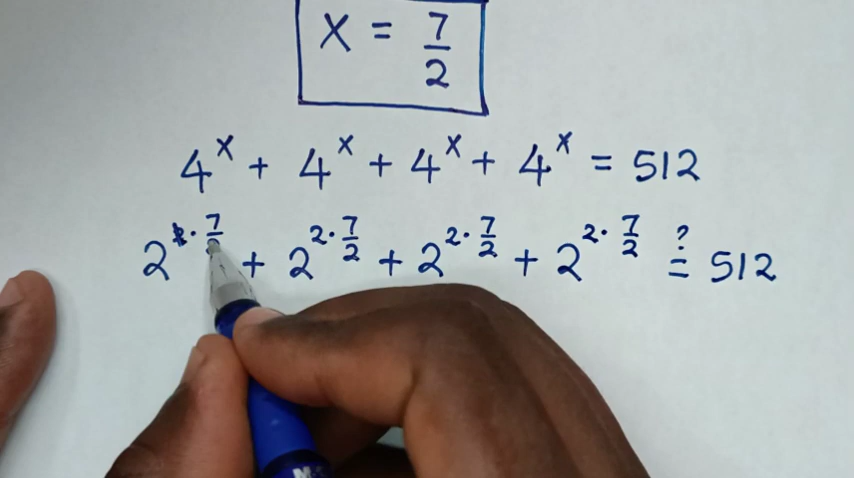 x = 7/2
4^x + 4^x + 4^x + 4^x = 512
2^2·7/2 + 2^2·7/2 + 2^2·7/2 + 2^2·7/2 ?= 512